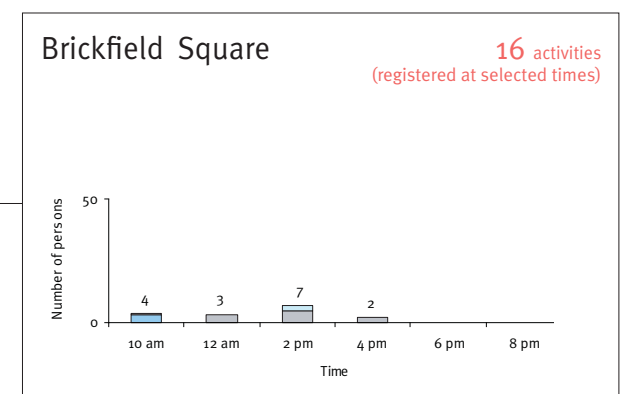 Brickfield Square
16 activities
(registered at selected times)
Number of persons
50
0
4
3
7
2
10 am
12 am
2 pm
4 pm
6 pm
8 pm
Time